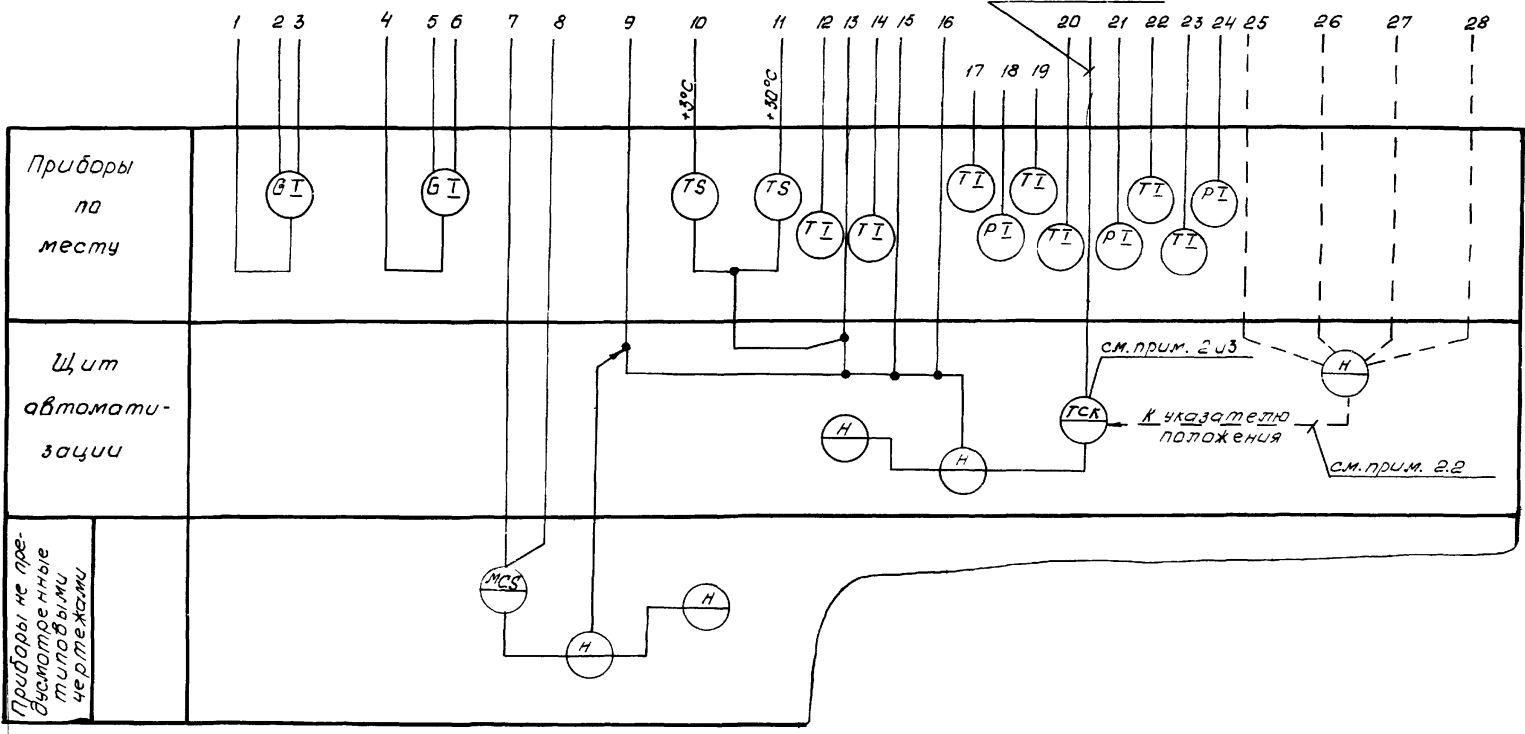 1 2 3 4 5 6 7 8 9 10 11 12 13 14 15 16 20 21 22 23 24 25 26 27 28
17 18 19
+3°C
+30°C
Приборы
по
месту
GI
GI
TS
TS
TI
TI
TI
PI
TI
TI
PI
TI
TI
PI
Щит
автомати-
зации
см. прим. 2 и 3
H
TCK
К указателю
положения
H
H
см. прим. 2.2
Приборы не пре-
дусмотренные
типовыми
чертежами
MCS
H
H